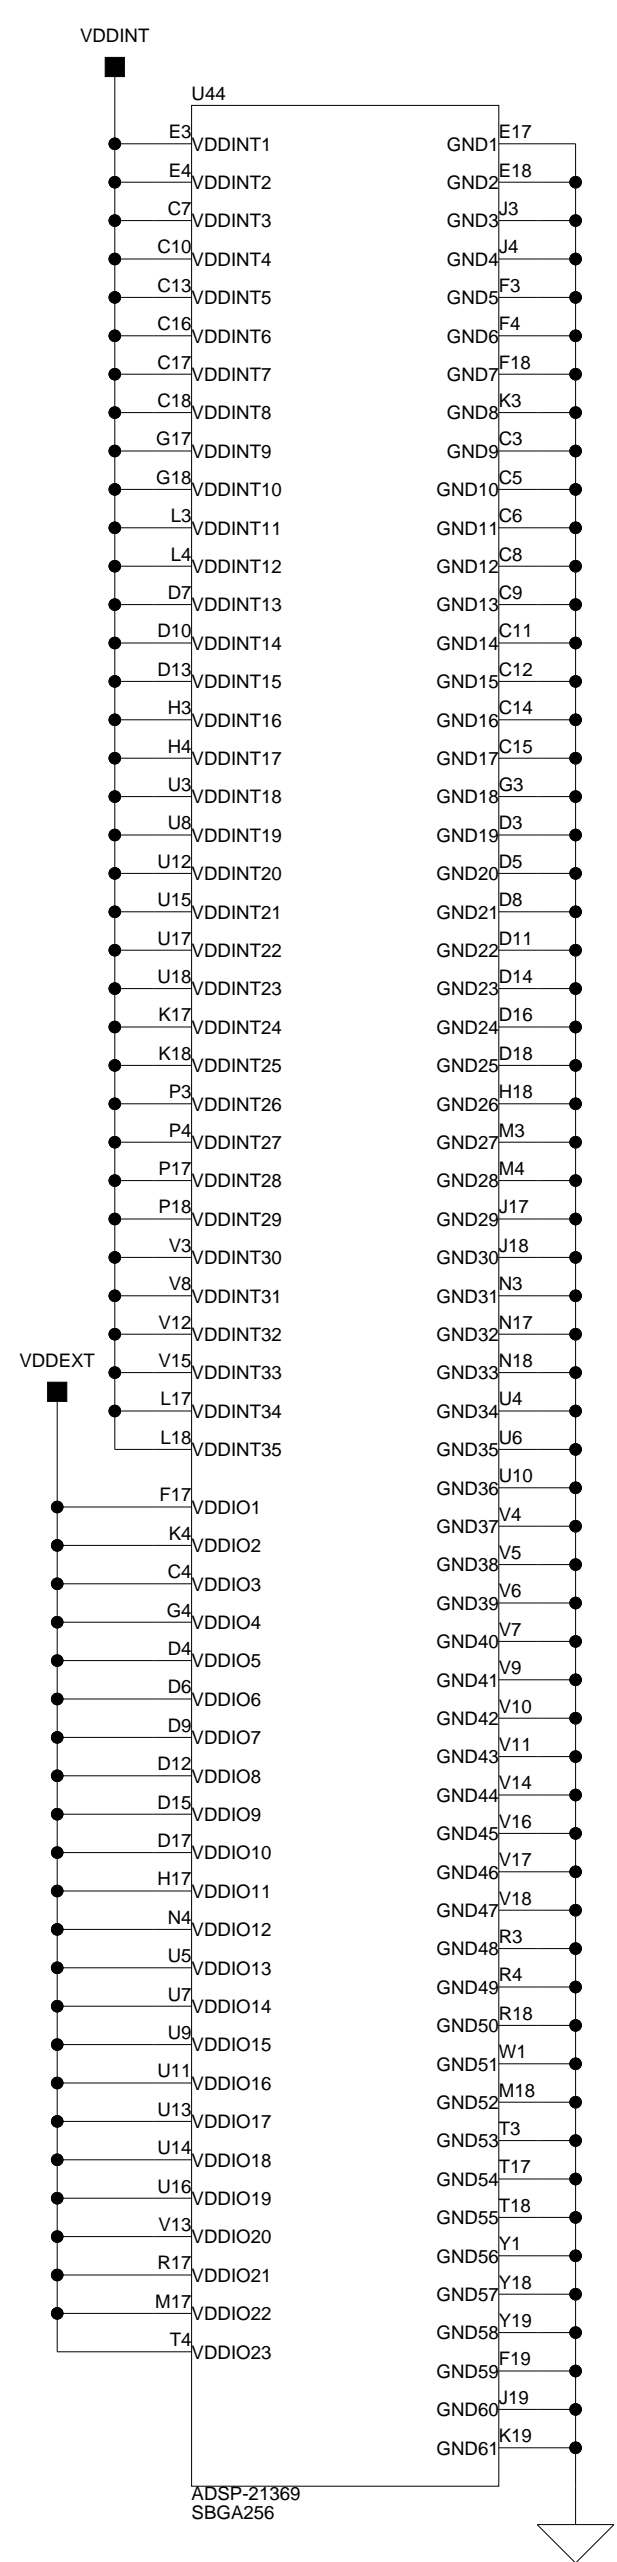 VDDINT
U44
E3 VDDINT1 GND1 E17
E4 VDDINT2 GND2 E18
C7 VDDINT3 GND3 J3
C10 VDDINT4 GND4 J4
C13 VDDINT5 GND5 F3
C16 VDDINT6 GND6 F4
C17 VDDINT7 GND7 F18
C18 VDDINT8 GND8 K3
G17 VDDINT9 GND9 C3
G18 VDDINT10 GND10 C5
L3 VDDINT11 GND11 C6
L4 VDDINT12 GND12 C8
D7 VDDINT13 GND13 C9
D10 VDDINT14 GND14 C11
D13 VDDINT15 GND15 C12
H3 VDDINT16 GND16 C14
H4 VDDINT17 GND17 C15
U3 VDDINT18 GND18 G3
U8 VDDINT19 GND19 D3
U12 VDDINT20 GND20 D5
U15 VDDINT21 GND21 D8
U17 VDDINT22 GND22 D11
U18 VDDINT23 GND23 D14
K17 VDDINT24 GND24 D16
K18 VDDINT25 GND25 D18
P3 VDDINT26 GND26 H18
P4 VDDINT27 GND27 M3
P17 VDDINT28 GND28 M4
P18 VDDINT29 GND29 J17
V3 VDDINT30 GND30 J18
V8 VDDINT31 GND31 N3
V12 VDDINT32 GND32 N17
VDDEXT
V15 VDDINT33 GND33 N18
L17 VDDINT34 GND34 U4
L18 VDDINT35 GND35 U6
GND36 U10
F17 VDDIO1 GND37 V4
K4 VDDIO2 GND38 V5
C4 VDDIO3 GND39 V6
G4 VDDIO4 GND40 V7
D4 VDDIO5 GND41 V9
D6 VDDIO6 GND42 V10
D9 VDDIO7 GND43 V11
D12 VDDIO8 GND44 V14
D15 VDDIO9 GND45 V16
D17 VDDIO10 GND46 V17
H17 VDDIO11 GND47 V18
N4 VDDIO12 GND48 R3
U5 VDDIO13 GND49 R4
U7 VDDIO14 GND50 R18
U9 VDDIO15 GND51 W1
U11 VDDIO16 GND52 M18
U13 VDDIO17 GND53 T3
U14 VDDIO18 GND54 T17
U16 VDDIO19 GND55 T18
V13 VDDIO20 GND56 Y1
R17 VDDIO21 GND57 Y18
M17 VDDIO22 GND58 Y19
T4 VDDIO23 GND59 F19
GND60 J19
GND61 K19
ADSP-21369
SBGA256